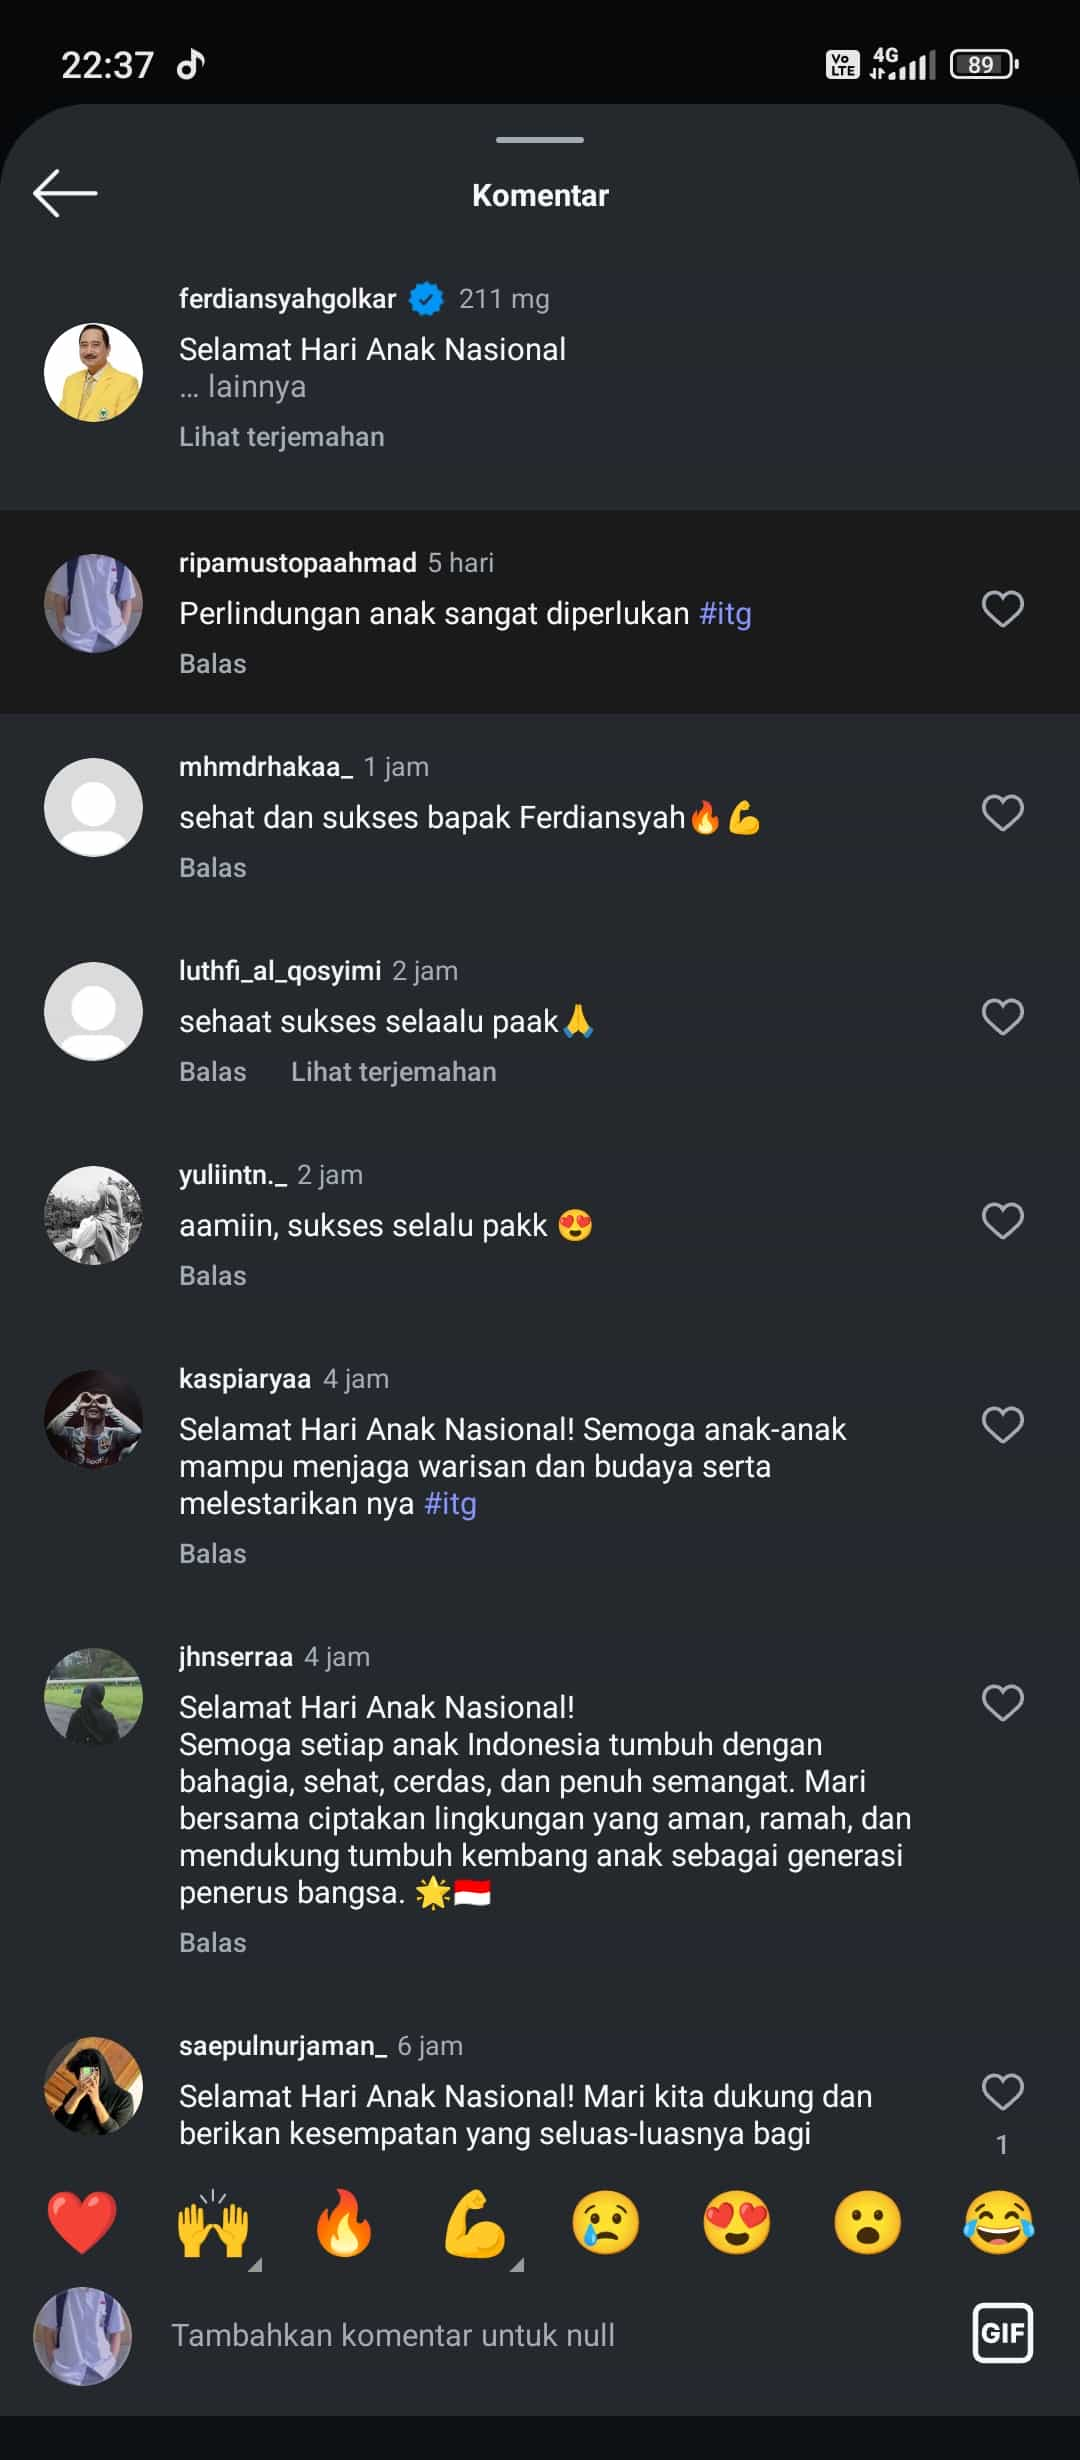 22:37
Vo LTE 4G 89
Komentar
ferdiansyahgolkar 211 mg
Selamat Hari Anak Nasional
... lainnya
Lihat terjemahan
ripamustopaahmad 5 hari
Perlindungan anak sangat diperlukan #itg
Balas
mhmdrhakaa_ 1 jam
sehat dan sukses bapak Ferdiansyah🔥💪
Balas
luthfi_al_qosyimi 2 jam
sehaat sukses selaalu paak🙏
Balas Lihat terjemahan
yuliintn._ 2 jam
aamiin, sukses selalu pakk 😍
Balas
kaspiaryaa 4 jam
Selamat Hari Anak Nasional! Semoga anak-anak
mampu menjaga warisan dan budaya serta
melestarikan nya #itg
Balas
jhnserraa 4 jam
Selamat Hari Anak Nasional!
Semoga setiap anak Indonesia tumbuh dengan
bahagia, sehat, cerdas, dan penuh semangat. Mari
bersama ciptakan lingkungan yang aman, ramah, dan
mendukung tumbuh kembang anak sebagai generasi
penerus bangsa. 🌟🇮🇩
Balas
saepulnurjaman_ 6 jam
Selamat Hari Anak Nasional! Mari kita dukung dan
berikan kesempatan yang seluas-luasnya bagi
1
Tambahkan komentar untuk null
GIF